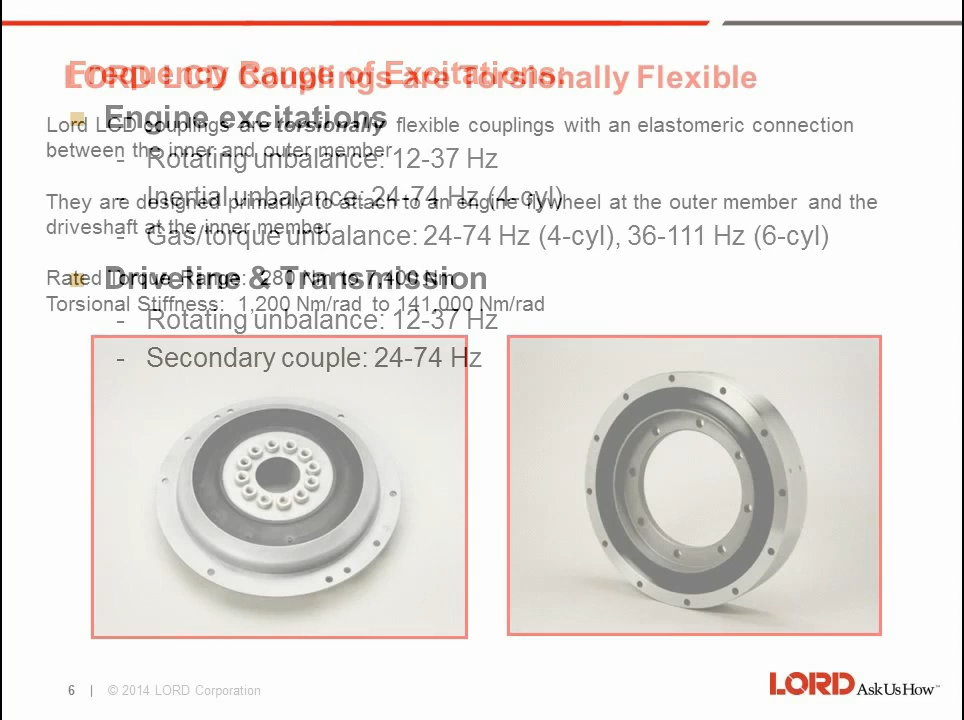 Frequency Range of Excitations:
LORD LCD Couplings are Torsionally Flexible
Engine excitations
Lord LCD couplings are torsionally flexible couplings with an elastomeric connection
between the inner and outer member
- Rotating unbalance: 12-37 Hz
- Inertial unbalance: 24-74 Hz (4-cyl)
They are designed primarily to attach to an engine flywheel at the outer member and the
driveshaft at the inner member
- Gas/torque unbalance: 24-74 Hz (4-cyl), 36-111 Hz (6-cyl)
Driveline & Transmission
Rated Torque Range: 280 Nm to 7,400 Nm
Torsional Stiffness: 1,200 Nm/rad to 141,000 Nm/rad
- Rotating unbalance: 12-37 Hz
- Secondary couple: 24-74 Hz
6 | © 2014 LORD Corporation
LORD AskUsHow™